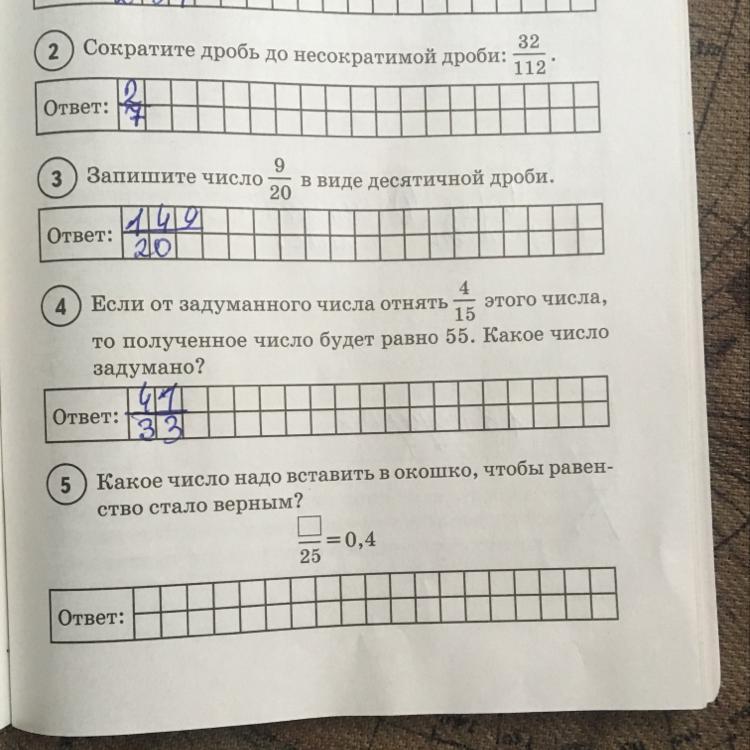 2 Сократите дробь до несократимой дроби: 32/112.
Ответ: 2/7
3 Запишите число 9/20 в виде десятичной дроби.
Ответ: 149/20
4 Если от задуманного числа отнять 4/15 этого числа,
то полученное число будет равно 55. Какое число
задумано?
Ответ: 41/33
5 Какое число надо вставить в окошко, чтобы равен-
ство стало верным?
□/25 = 0,4
Ответ: